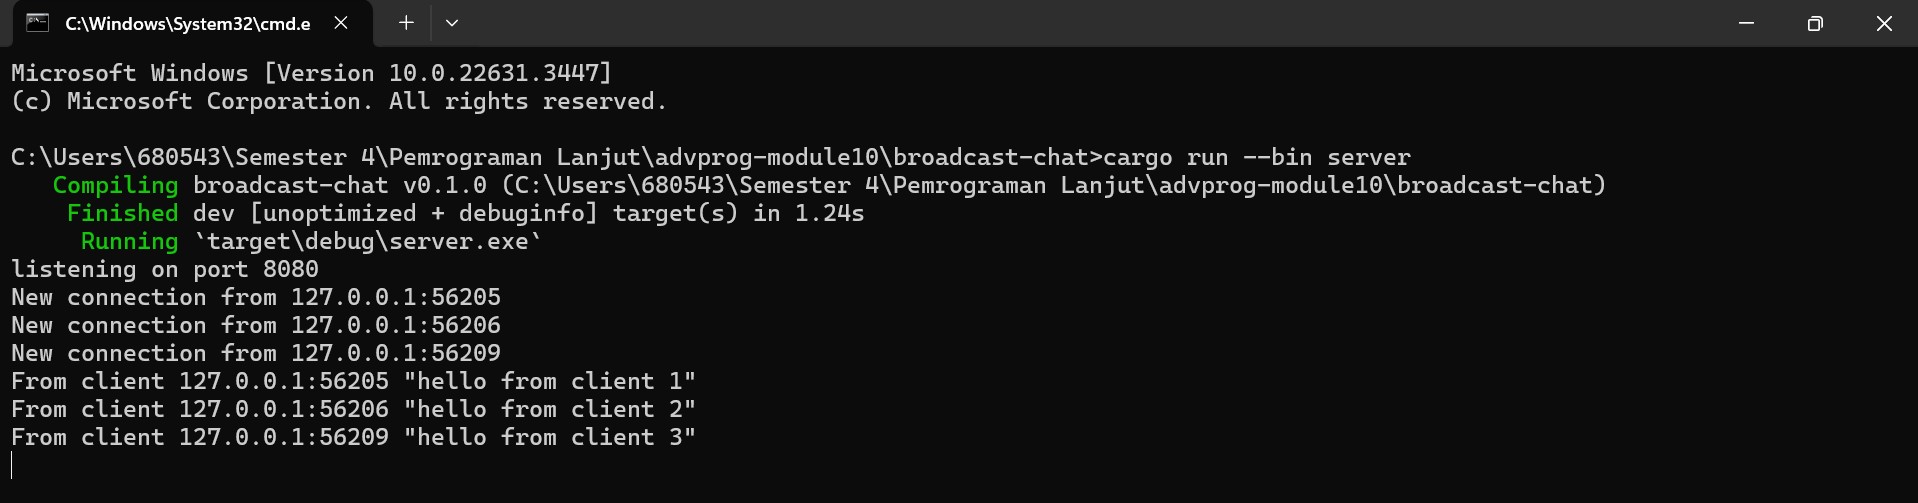 C:\Windows\System32\cmd.e
Microsoft Windows [Version 10.0.22631.3447]
(c) Microsoft Corporation. All rights reserved.
C:\Users\680543\Semester 4\Pemrograman Lanjut\advprog-module10\broadcast-chat>cargo run --bin server
Compiling broadcast-chat v0.1.0 (C:\Users\680543\Semester 4\Pemrograman Lanjut\advprog-module10\broadcast-chat)
Finished dev [unoptimized + debuginfo] target(s) in 1.24s
Running `target\debug\server.exe`
listening on port 8080
New connection from 127.0.0.1:56205
New connection from 127.0.0.1:56206
New connection from 127.0.0.1:56209
From client 127.0.0.1:56205 "hello from client 1"
From client 127.0.0.1:56206 "hello from client 2"
From client 127.0.0.1:56209 "hello from client 3"